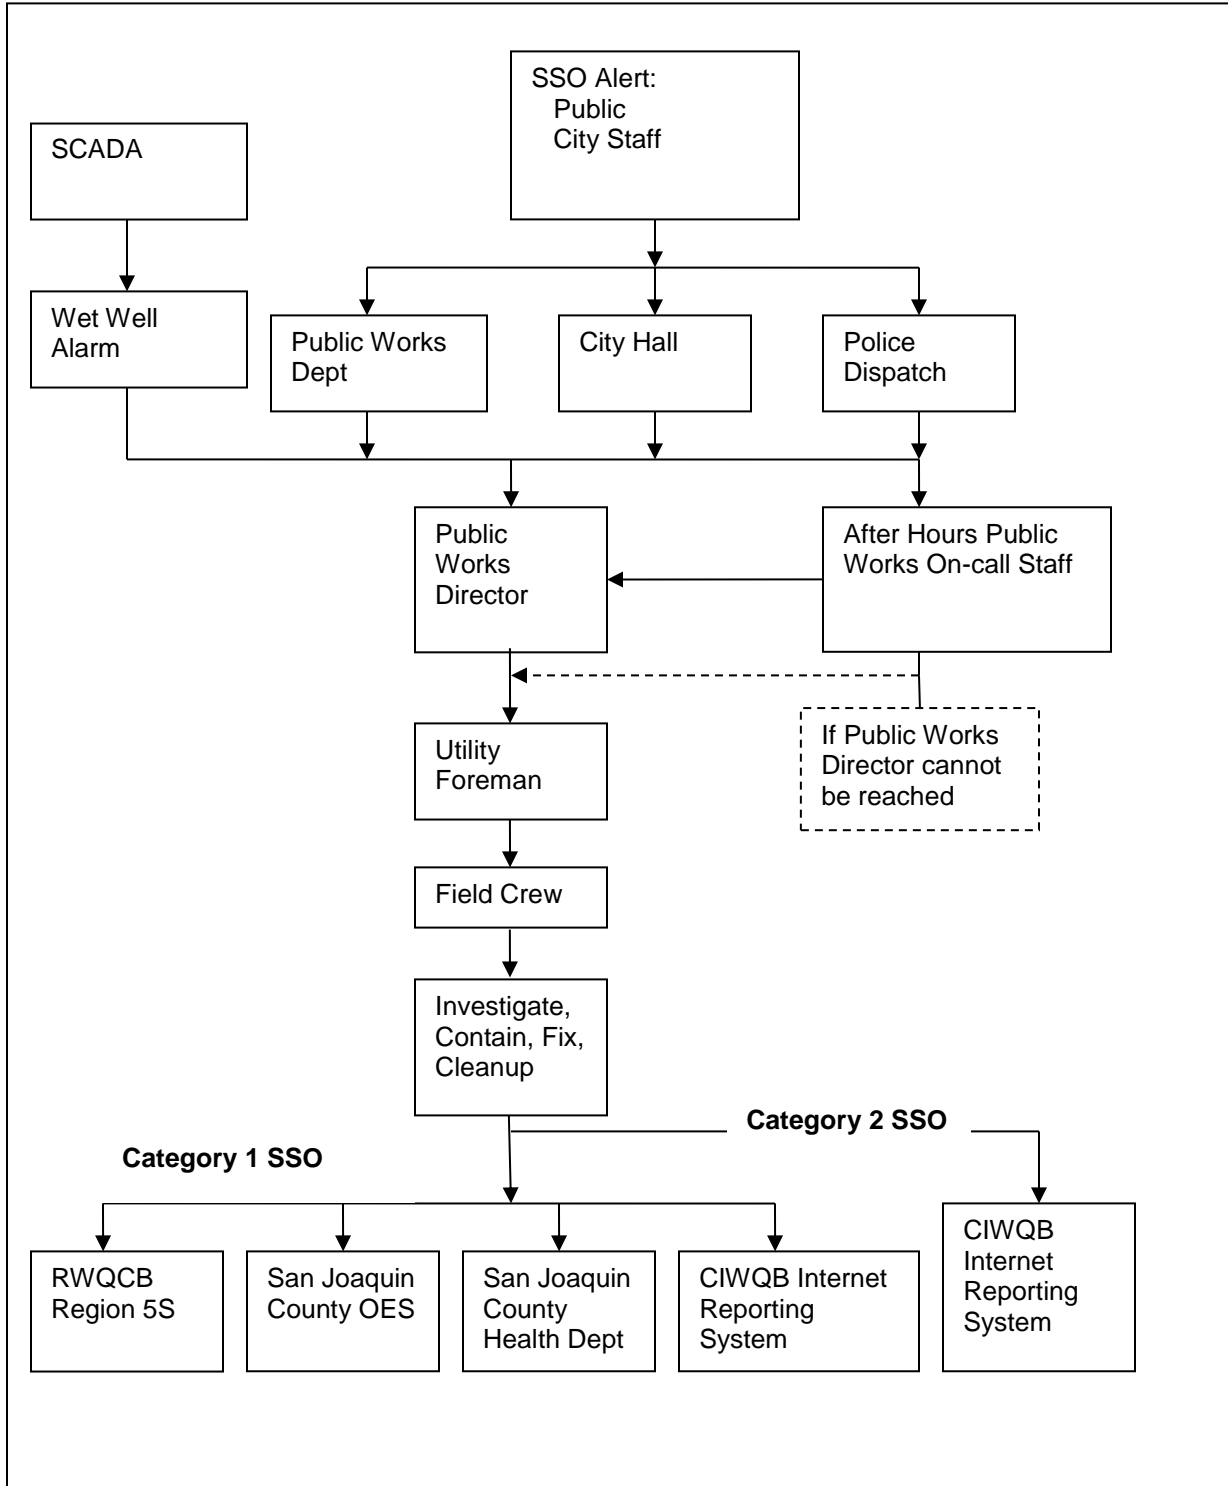 SSO Alert:
Public
City Staff
SCADA
Wet Well
Alarm
Public Works
Dept
City Hall
Police
Dispatch
Public
Works
Director
After Hours Public
Works On-call Staff
If Public Works
Director cannot
be reached
Utility
Foreman
Field Crew
Investigate,
Contain, Fix,
Cleanup
Category 2 SSO
Category 1 SSO
RWQCB
Region 5S
San Joaquin
County OES
San Joaquin
County
Health Dept
CIWQB Internet
Reporting
System
CIWQB
Internet
Reporting
System